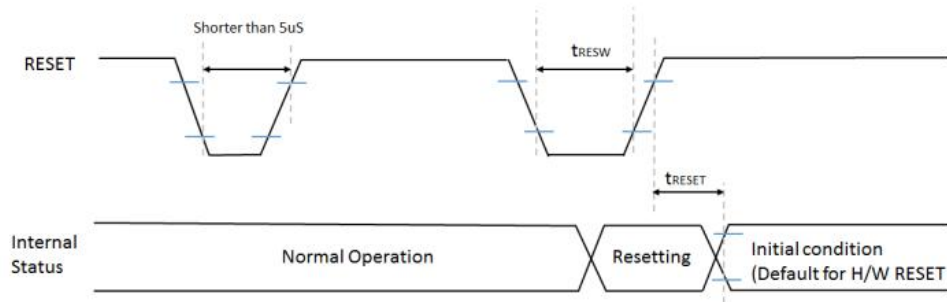 Shorter than 5uS
RESET
tRESW
tRESET
Internal
Status
Normal Operation
Resetting
Initial condition
(Default for H/W RESET